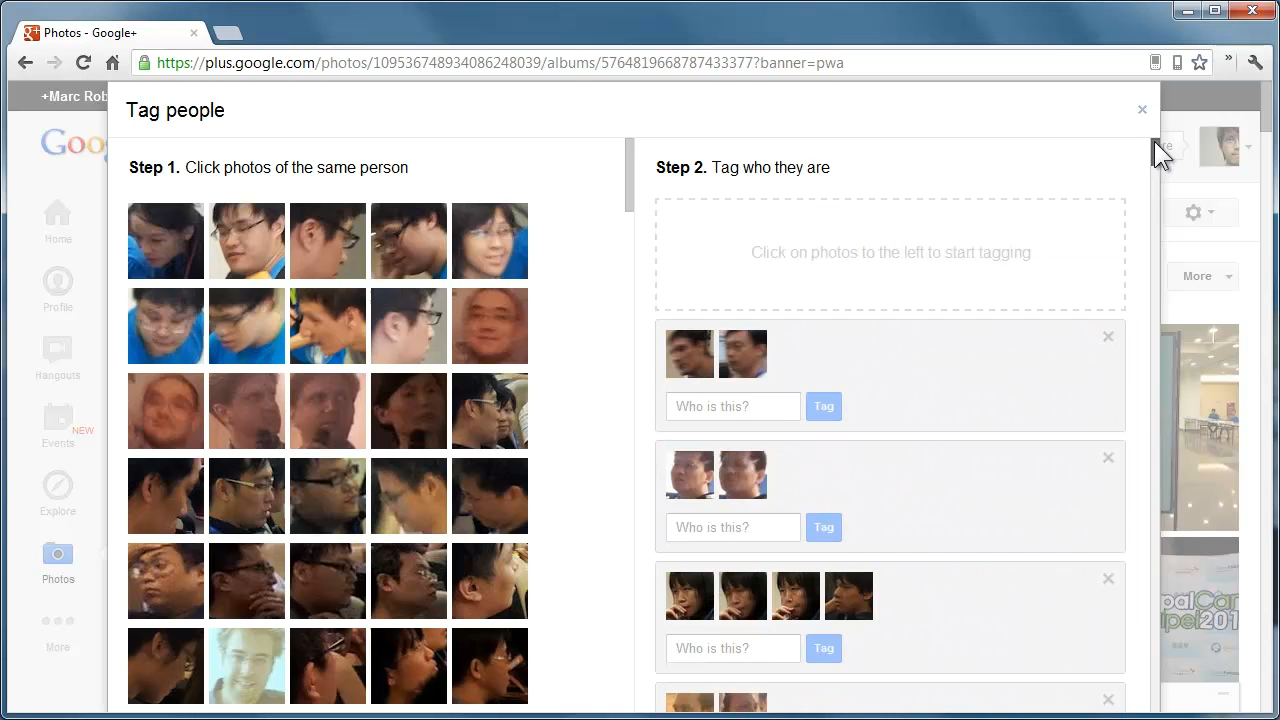 Photos - Google+
https://plus.google.com/photos/109536748934086248039/albums/5764819668787433377?banner=pwa
+Marc Rob
Tag people
Goog
Step 1. Click photos of the same person
Step 2. Tag who they are
Click on photos to the left to start tagging
Home
Profile
Hangouts
Events
NEW
Explore
Photos
More
Who is this?
Tag
Who is this?
Tag
Who is this?
Tag
More